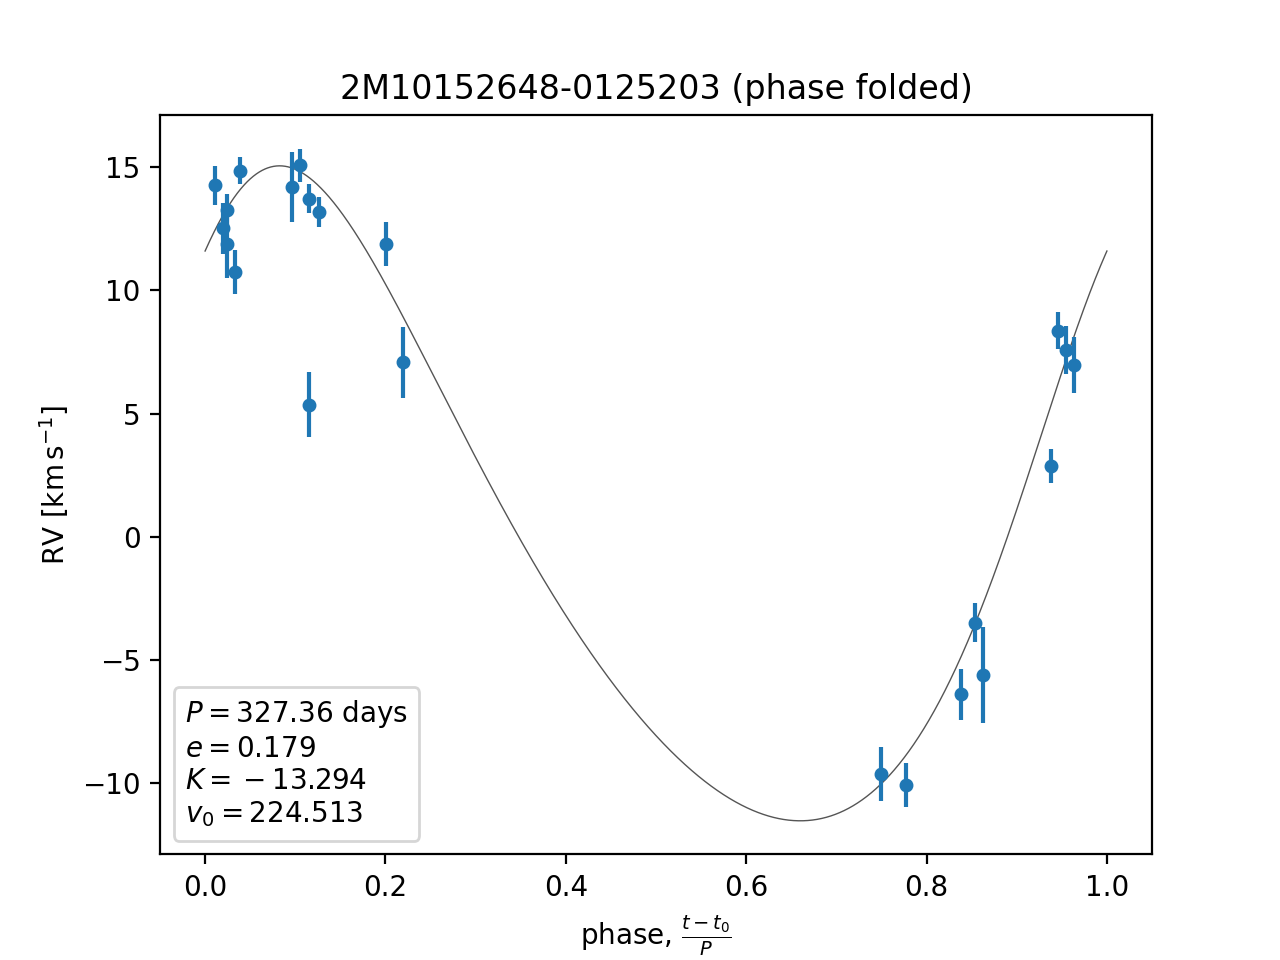 2M10152648-0125203 (phase folded)
RV [km s⁻¹]
15
10
5
0
−5
−10
P = 327.36 days
e = 0.179
K = −13.294
v₀ = 224.513
0.0 0.2 0.4 0.6 0.8 1.0
phase, (t − t₀)/P